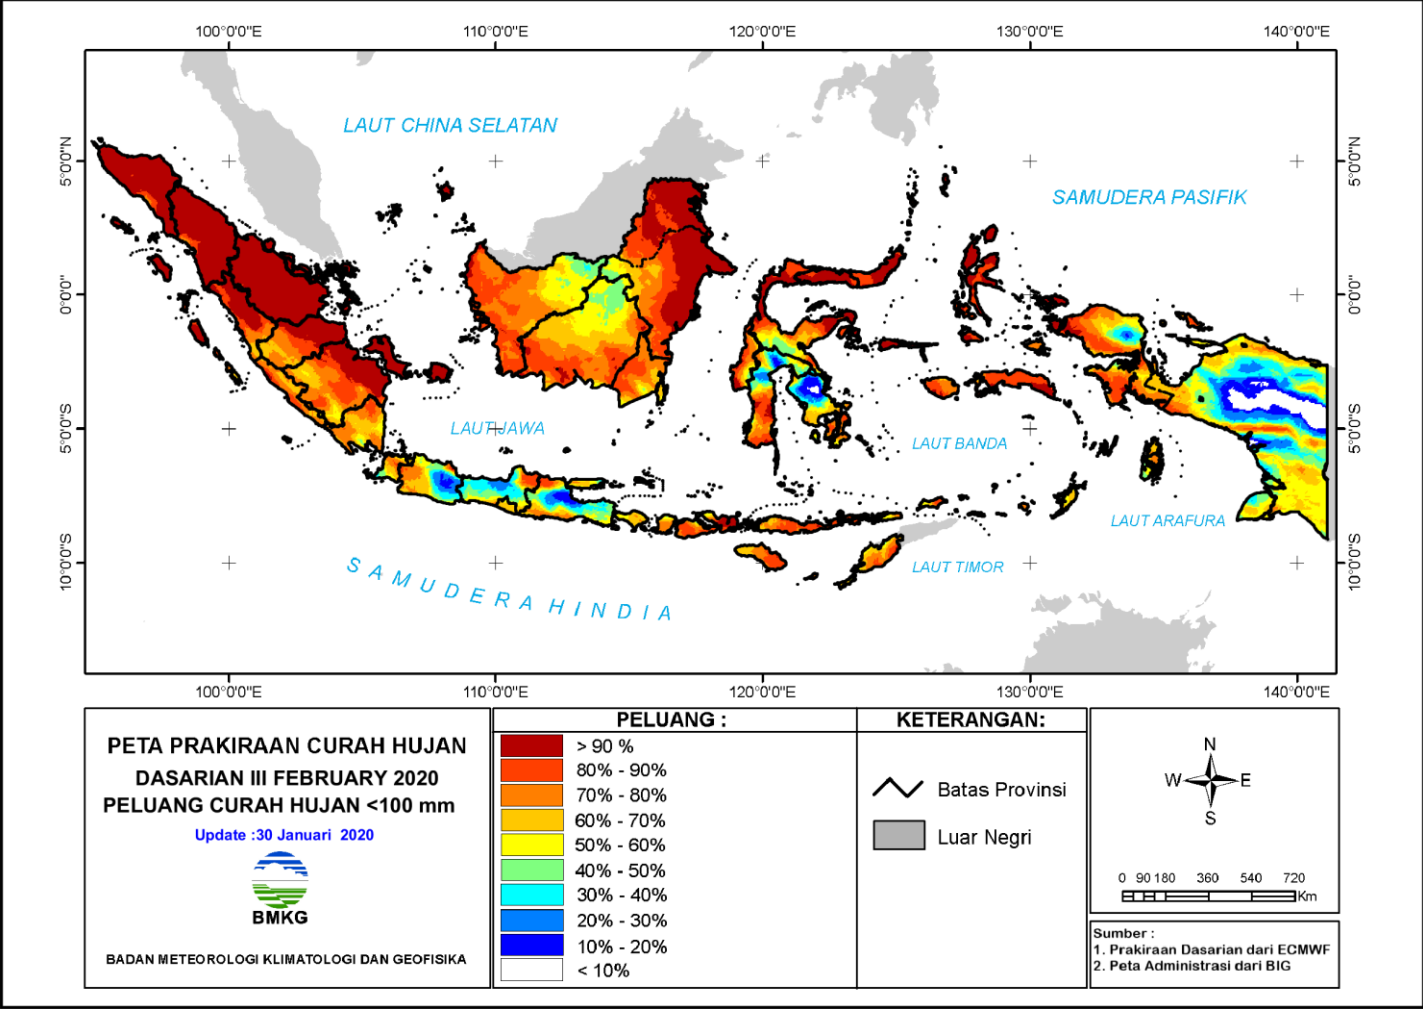 100°0'0"E 110°0'0"E 120°0'0"E 130°0'0"E 140°0'0"E
5°0'0"N 5°0'0"N
0°0'0" 0°0'0"
5°0'0"S 5°0'0"S
10°0'0"S 10°0'0"S
LAUT CHINA SELATAN
SAMUDERA PASIFIK
LAUT JAWA
LAUT BANDA
LAUT ARAFURA
LAUT TIMOR
SAMUDERA HINDIA
100°0'0"E 110°0'0"E 120°0'0"E 130°0'0"E 140°0'0"E
PETA PRAKIRAAN CURAH HUJAN
DASARIAN III FEBRUARY 2020
PELUANG CURAH HUJAN <100 mm
Update :30 Januari 2020
BMKG
BADAN METEOROLOGI KLIMATOLOGI DAN GEOFISIKA
PELUANG :
> 90 %
80% - 90%
70% - 80%
60% - 70%
50% - 60%
40% - 50%
30% - 40%
20% - 30%
10% - 20%
< 10%
KETERANGAN:
Batas Provinsi
Luar Negri
N
W E
S
0 90 180 360 540 720
Km
Sumber :
1. Prakiraan Dasarian dari ECMWF
2. Peta Administrasi dari BIG